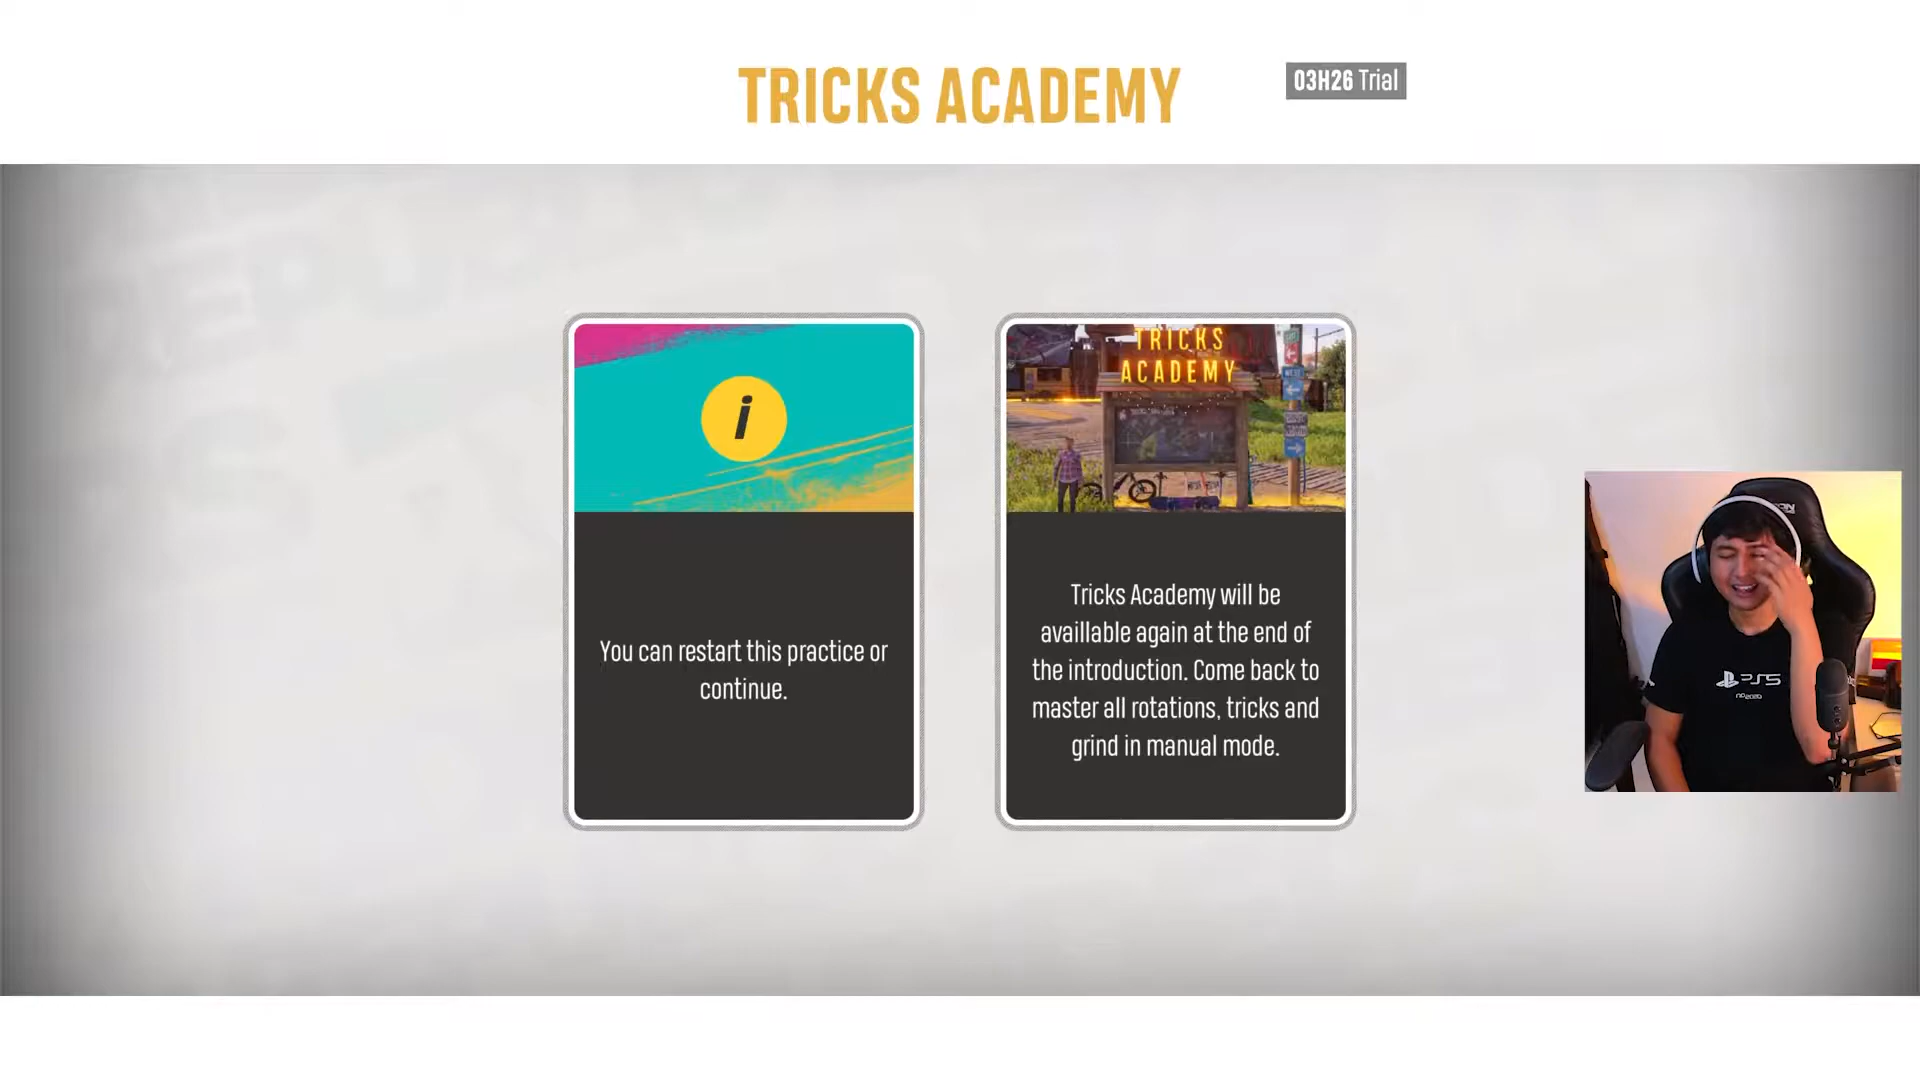 TRICKS ACADEMY
03H26 Trial
i
You can restart this practice or
continue.
TRICKS
ACADEMY
Tricks Academy will be
availlable again at the end of
the introduction. Come back to
master all rotations, tricks and
grind in manual mode.
PS5